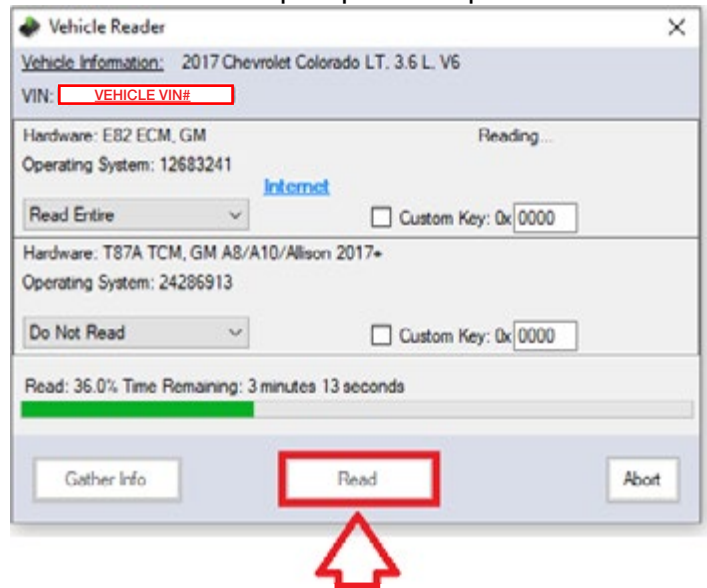 Vehicle Reader
Vehicle Information: 2017 Chevrolet Colorado LT, 3.6 L, V6
VIN: VEHICLE VIN#
Hardware: E82 ECM, GM Reading...
Operating System: 12683241
Internet
Read Entire Custom Key: 0x 0000
Hardware: T87A TCM, GM A8/A10/Allison 2017+
Operating System: 24286913
Do Not Read Custom Key: 0x 0000
Read: 36.0% Time Remaining: 3 minutes 13 seconds
Gather Info Read Abort